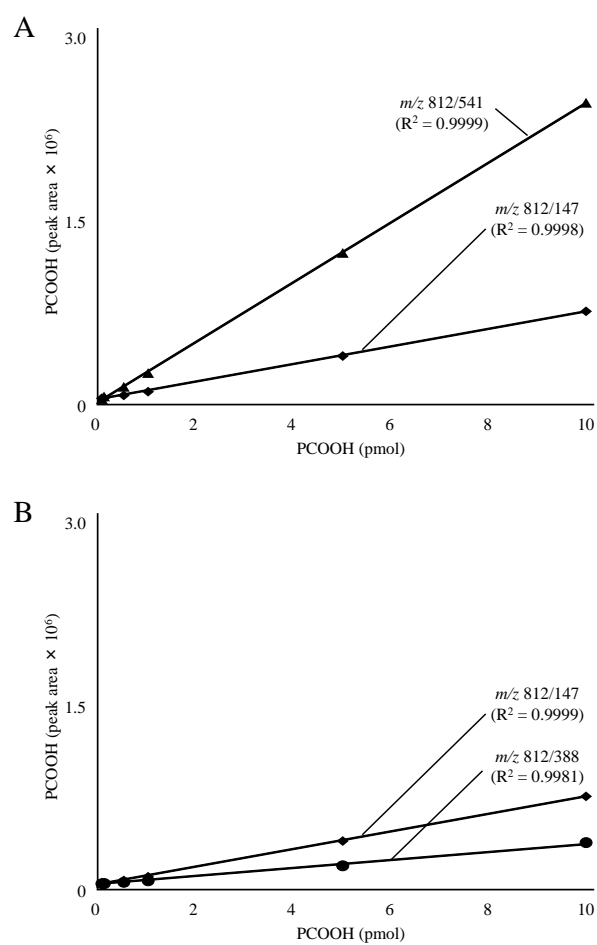 A
3.0
m/z 812/541
(R² = 0.9999)
PCOOH (peak area × 10⁶)
1.5
m/z 812/147
(R² = 0.9998)
0
0 2 4 6 8 10
PCOOH (pmol)
B
3.0
PCOOH (peak area × 10⁶)
1.5
m/z 812/147
(R² = 0.9999)
m/z 812/388
(R² = 0.9981)
0
0 2 4 6 8 10
PCOOH (pmol)